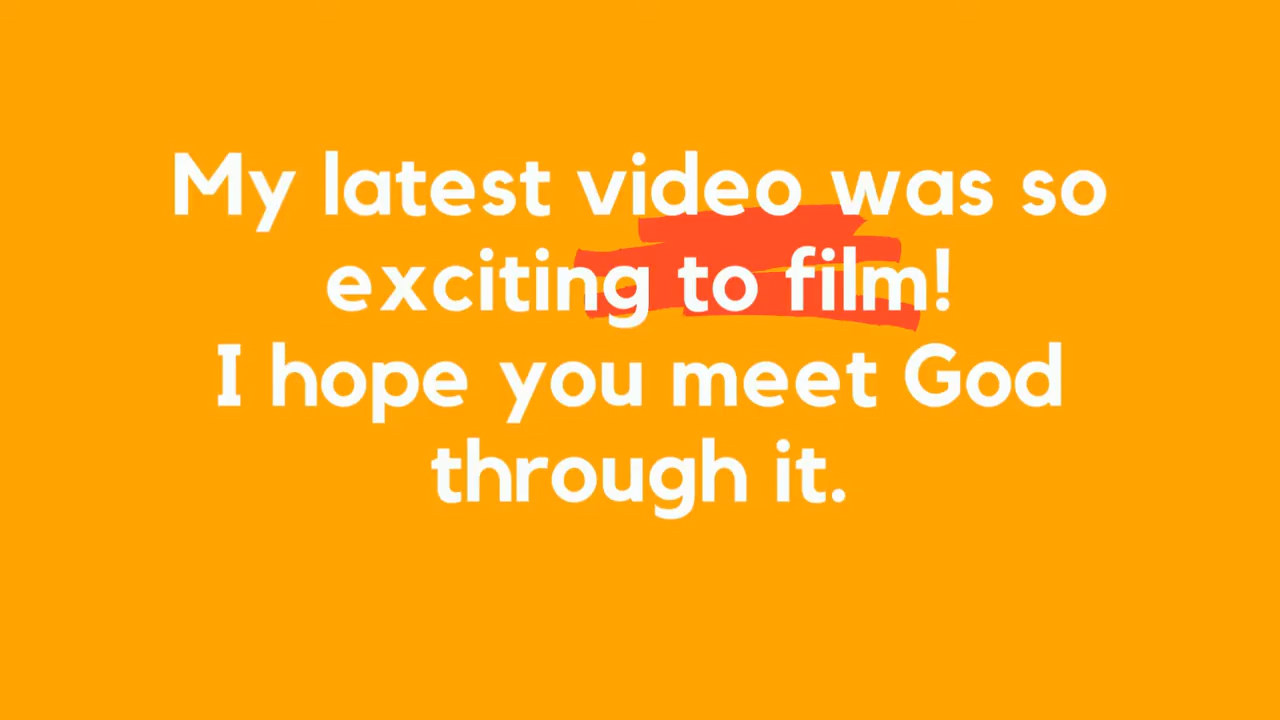 My latest video was so
exciting to film!
I hope you meet God
through it.